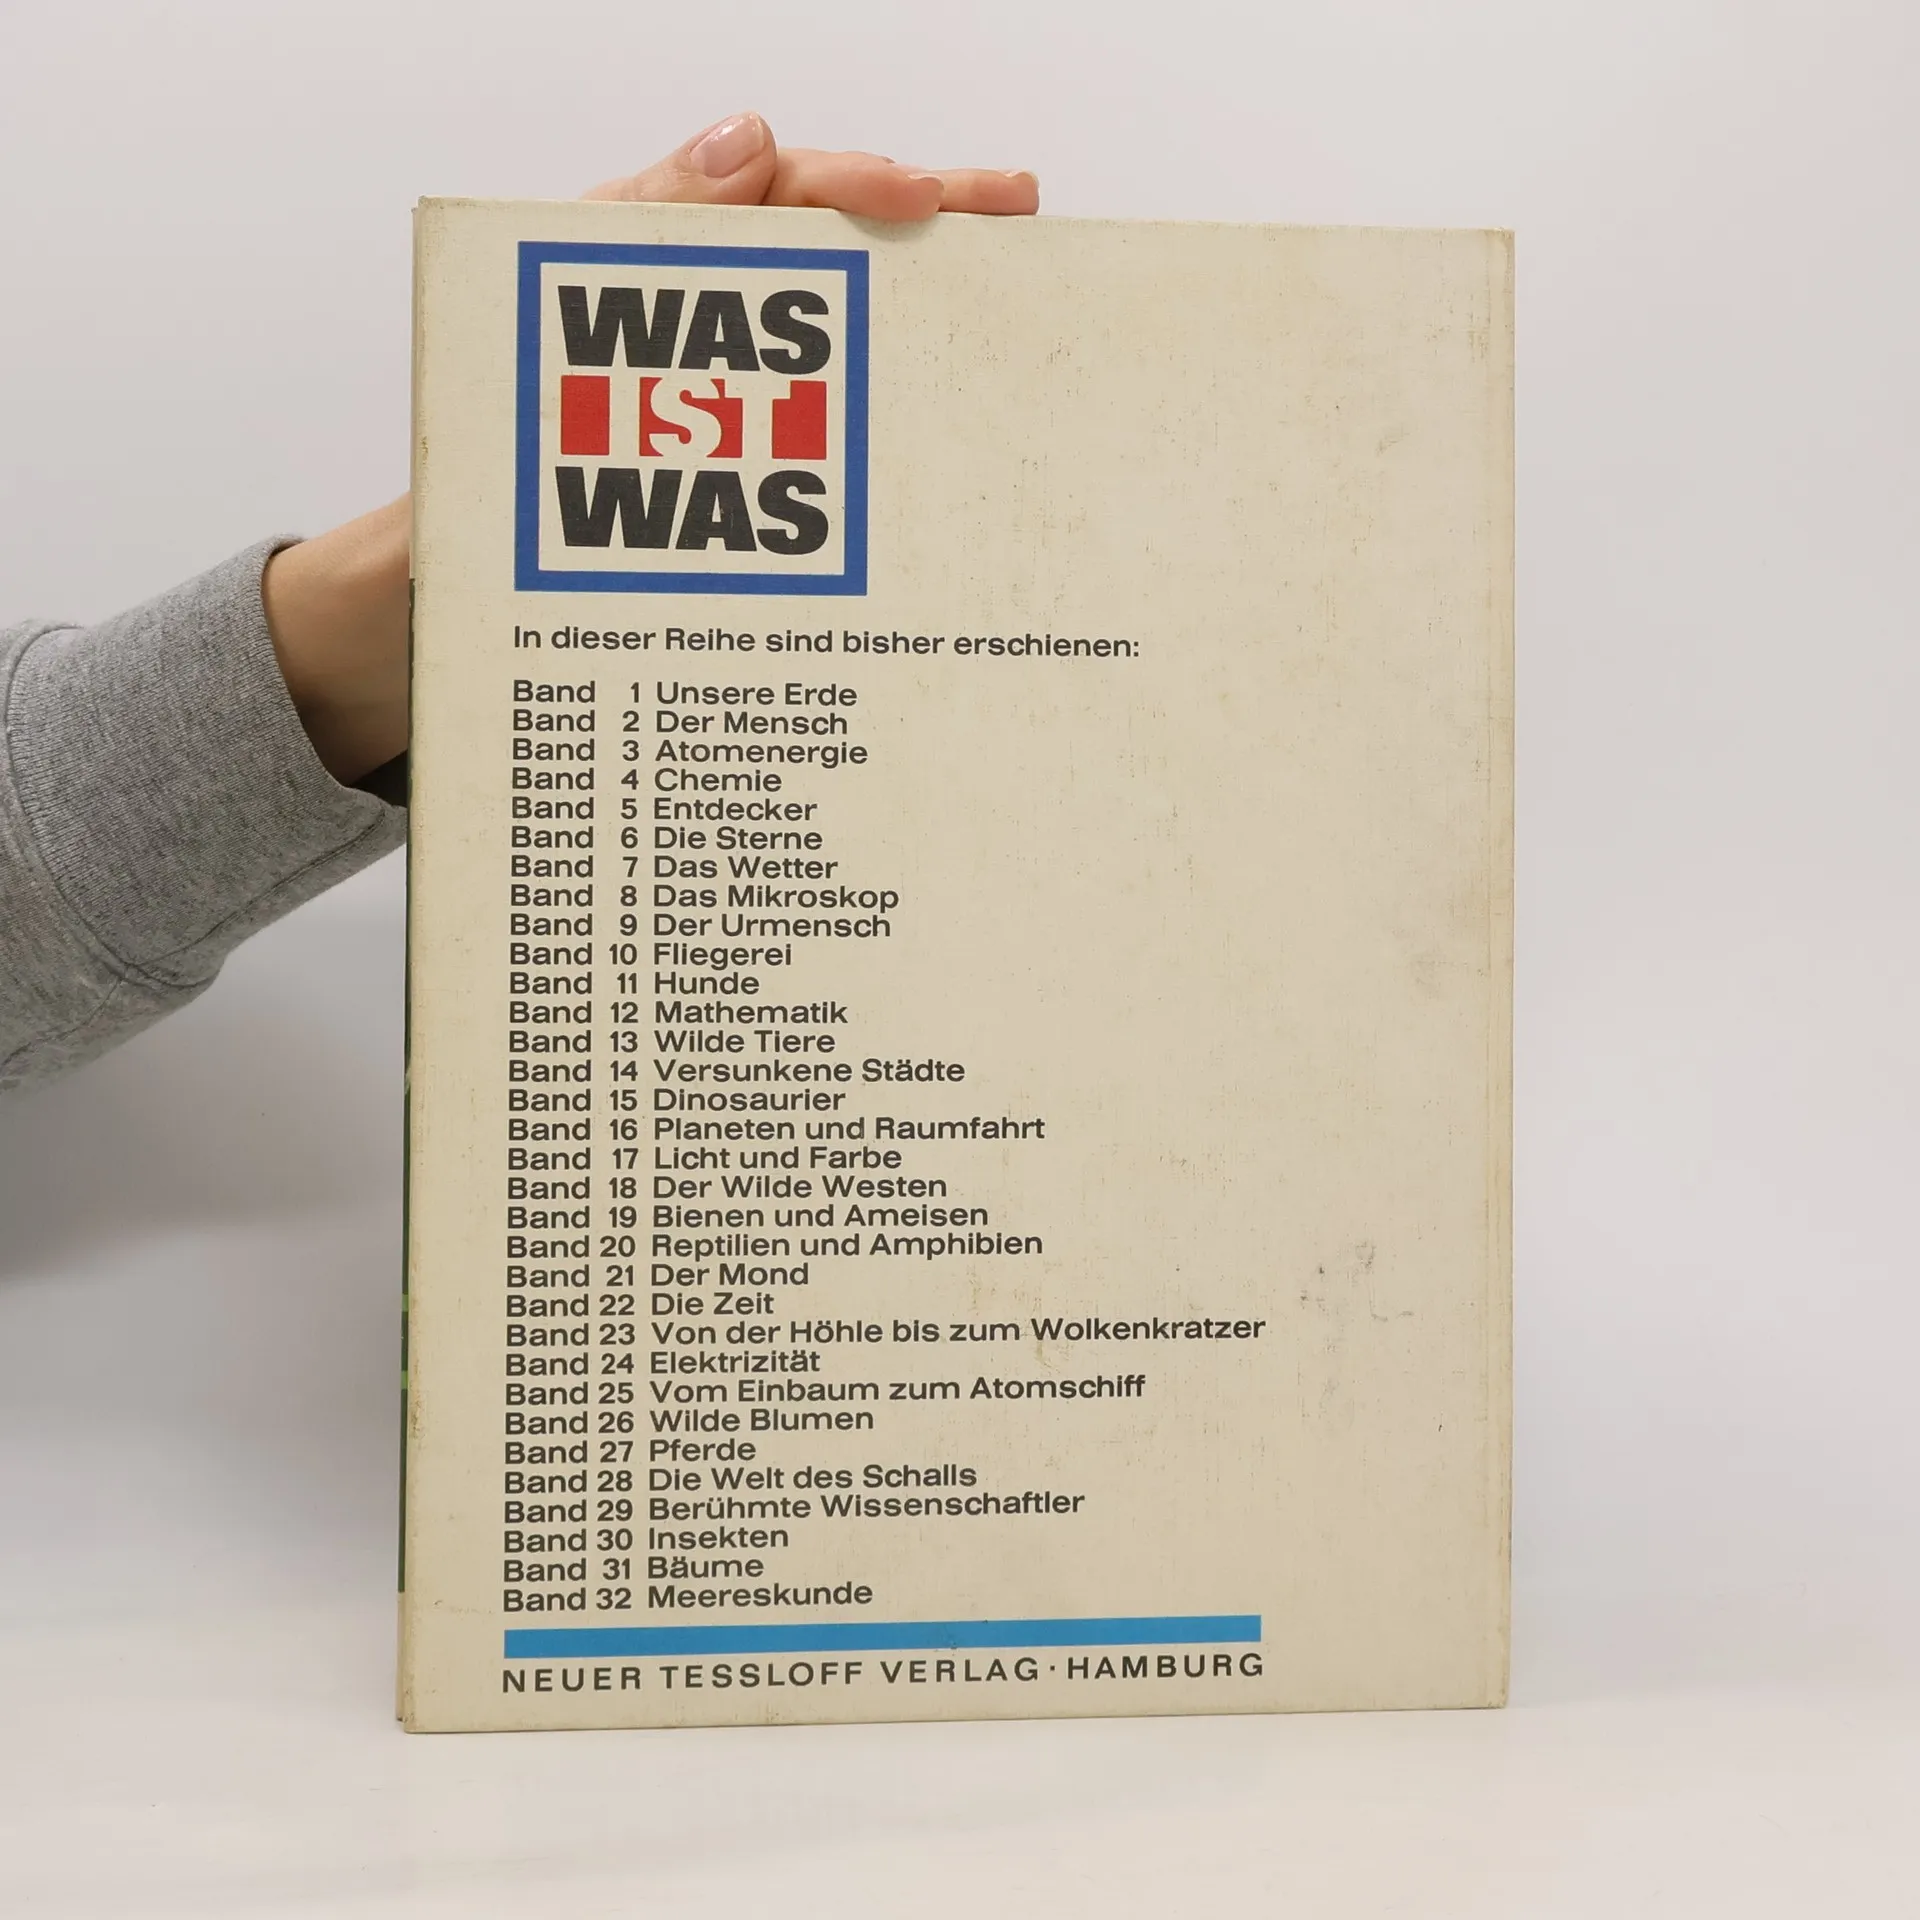 WAS
IST
WAS
In dieser Reihe sind bisher erschienen:
Band 1 Unsere Erde
Band 2 Der Mensch
Band 3 Atomenergie
Band 4 Chemie
Band 5 Entdecker
Band 6 Die Sterne
Band 7 Das Wetter
Band 8 Das Mikroskop
Band 9 Der Urmensch
Band 10 Fliegerei
Band 11 Hunde
Band 12 Mathematik
Band 13 Wilde Tiere
Band 14 Versunkene Städte
Band 15 Dinosaurier
Band 16 Planeten und Raumfahrt
Band 17 Licht und Farbe
Band 18 Der Wilde Westen
Band 19 Bienen und Ameisen
Band 20 Reptilien und Amphibien
Band 21 Der Mond
Band 22 Die Zeit
Band 23 Von der Höhle bis zum Wolkenkratzer
Band 24 Elektrizität
Band 25 Vom Einbaum zum Atomschiff
Band 26 Wilde Blumen
Band 27 Pferde
Band 28 Die Welt des Schalls
Band 29 Berühmte Wissenschaftler
Band 30 Insekten
Band 31 Bäume
Band 32 Meereskunde
NEUER TESSLOFF VERLAG · HAMBURG